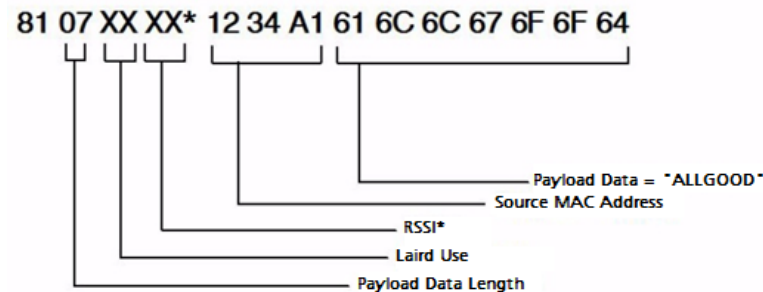 81 07 XX XX* 12 34 A1 61 6C 6C 67 6F 6F 64
Payload Data = "ALLGOOD"
Source MAC Address
RSSI*
Laird Use
Payload Data Length